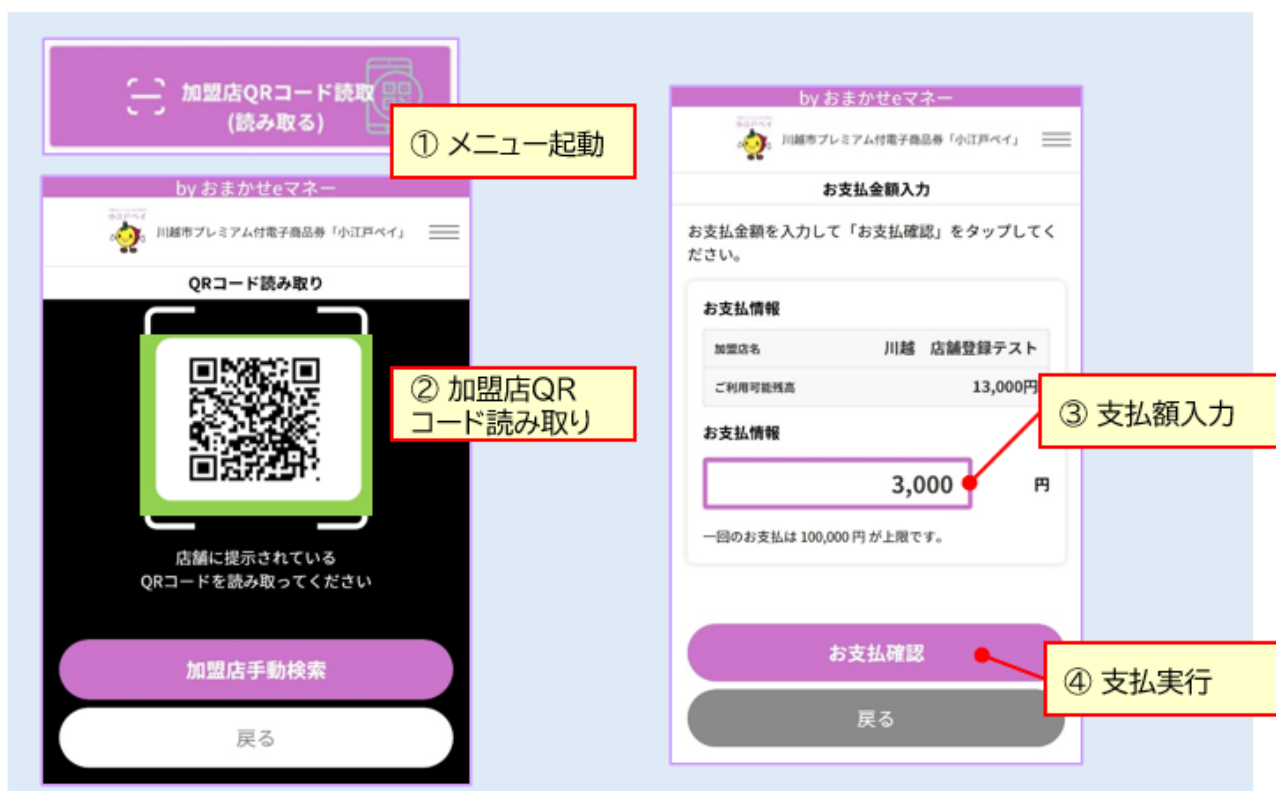 加盟店QRコード読取
(読み取る)
① メニュー起動
by おまかせeマネー
小江戸ペイ
川越市プレミアム付電子商品券「小江戸ペイ」
QRコード読み取り
② 加盟店QR
コード読み取り
店舗に提示されている
QRコードを読み取ってください
加盟店手動検索
戻る
by おまかせeマネー
小江戸ペイ
川越市プレミアム付電子商品券「小江戸ペイ」
お支払金額入力
お支払金額を入力して「お支払確認」をタップしてく
ださい。
お支払情報
加盟店名 川越 店舗登録テスト
ご利用可能残高 13,000円
③ 支払額入力
お支払情報
3,000 円
一回のお支払は 100,000 円 が上限です。
お支払確認
④ 支払実行
戻る